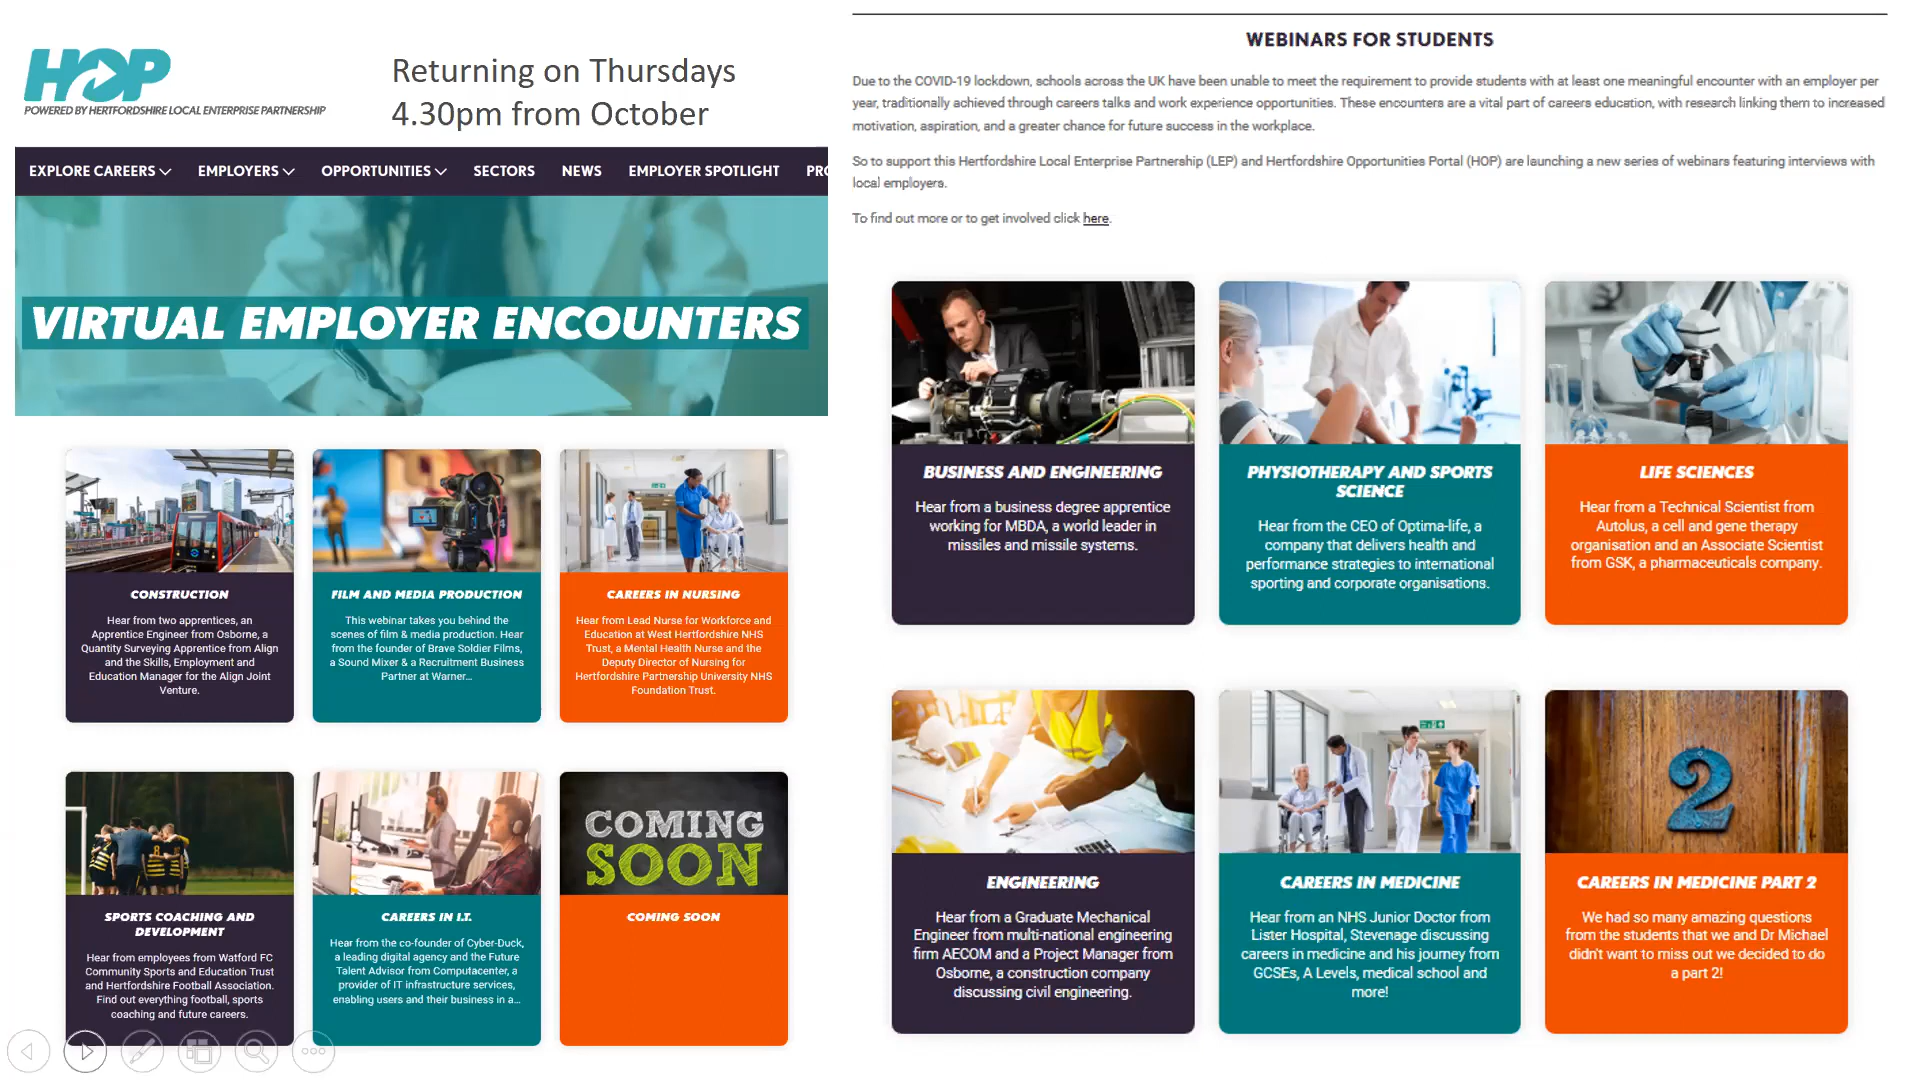 HOP
POWERED BY HERTFORDSHIRE LOCAL ENTERPRISE PARTNERSHIP
Returning on Thursdays
4.30pm from October
EXPLORE CAREERS EMPLOYERS OPPORTUNITIES SECTORS NEWS EMPLOYER SPOTLIGHT
VIRTUAL EMPLOYER ENCOUNTERS
CONSTRUCTION
Hear from two apprentices, an
Apprentice Engineer from Osborne, a
Quantity Surveying Apprentice from Align
and the Skills, Employment and
Education Manager for the Align Joint
Venture.
FILM AND MEDIA PRODUCTION
This webinar takes you behind the
scenes of film & media production. Hear
from the founder of Brave Soldier Films,
a Sound Mixer & a Recruitment Business
Partner at Warner...
CAREERS IN NURSING
Hear from Lead Nurse for Workforce and
Education at West Hertfordshire NHS
Trust, a Mental Health Nurse and the
Deputy Director of Nursing for
Hertfordshire Partnership University NHS
Foundation Trust.
SPORTS COACHING AND
DEVELOPMENT
Hear from employees from Watford FC
Community Sports and Education Trust
and Hertfordshire Football Association.
Find out everything football, sports
coaching and future careers.
CAREERS IN I.T.
Hear from the co-founder of Cyber-Duck,
a leading digital agency and the Future
Talent Advisor from Computacenter, a
provider of IT infrastructure services,
enabling users and their business in a...
COMING
SOON
COMING SOON
WEBINARS FOR STUDENTS
Due to the COVID-19 lockdown, schools across the UK have been unable to meet the requirement to provide students with at least one meaningful encounter with an employer per
year, traditionally achieved through careers talks and work experience opportunities. These encounters are a vital part of careers education, with research linking them to increased
motivation, aspiration, and a greater chance for future success in the workplace.
So to support this Hertfordshire Local Enterprise Partnership (LEP) and Hertfordshire Opportunities Portal (HOP) are launching a new series of webinars featuring interviews with
local employers.
To find out more or to get involved click here.
BUSINESS AND ENGINEERING
Hear from a business degree apprentice
working for MBDA, a world leader in
missiles and missile systems.
PHYSIOTHERAPY AND SPORTS
SCIENCE
Hear from the CEO of Optima-life, a
company that delivers health and
performance strategies to international
sporting and corporate organisations.
LIFE SCIENCES
Hear from a Technical Scientist from
Autolus, a cell and gene therapy
organisation and an Associate Scientist
from GSK, a pharmaceuticals company.
ENGINEERING
Hear from a Graduate Mechanical
Engineer from multi-national engineering
firm AECOM and a Project Manager from
Osborne, a construction company
discussing civil engineering.
CAREERS IN MEDICINE
Hear from an NHS Junior Doctor from
Lister Hospital, Stevenage discussing
careers in medicine and his journey from
GCSEs, A Levels, medical school and
more!
2
CAREERS IN MEDICINE PART 2
We had so many amazing questions
from the students that we and Dr Michael
didn't want to miss out we decided to do
a part 2!